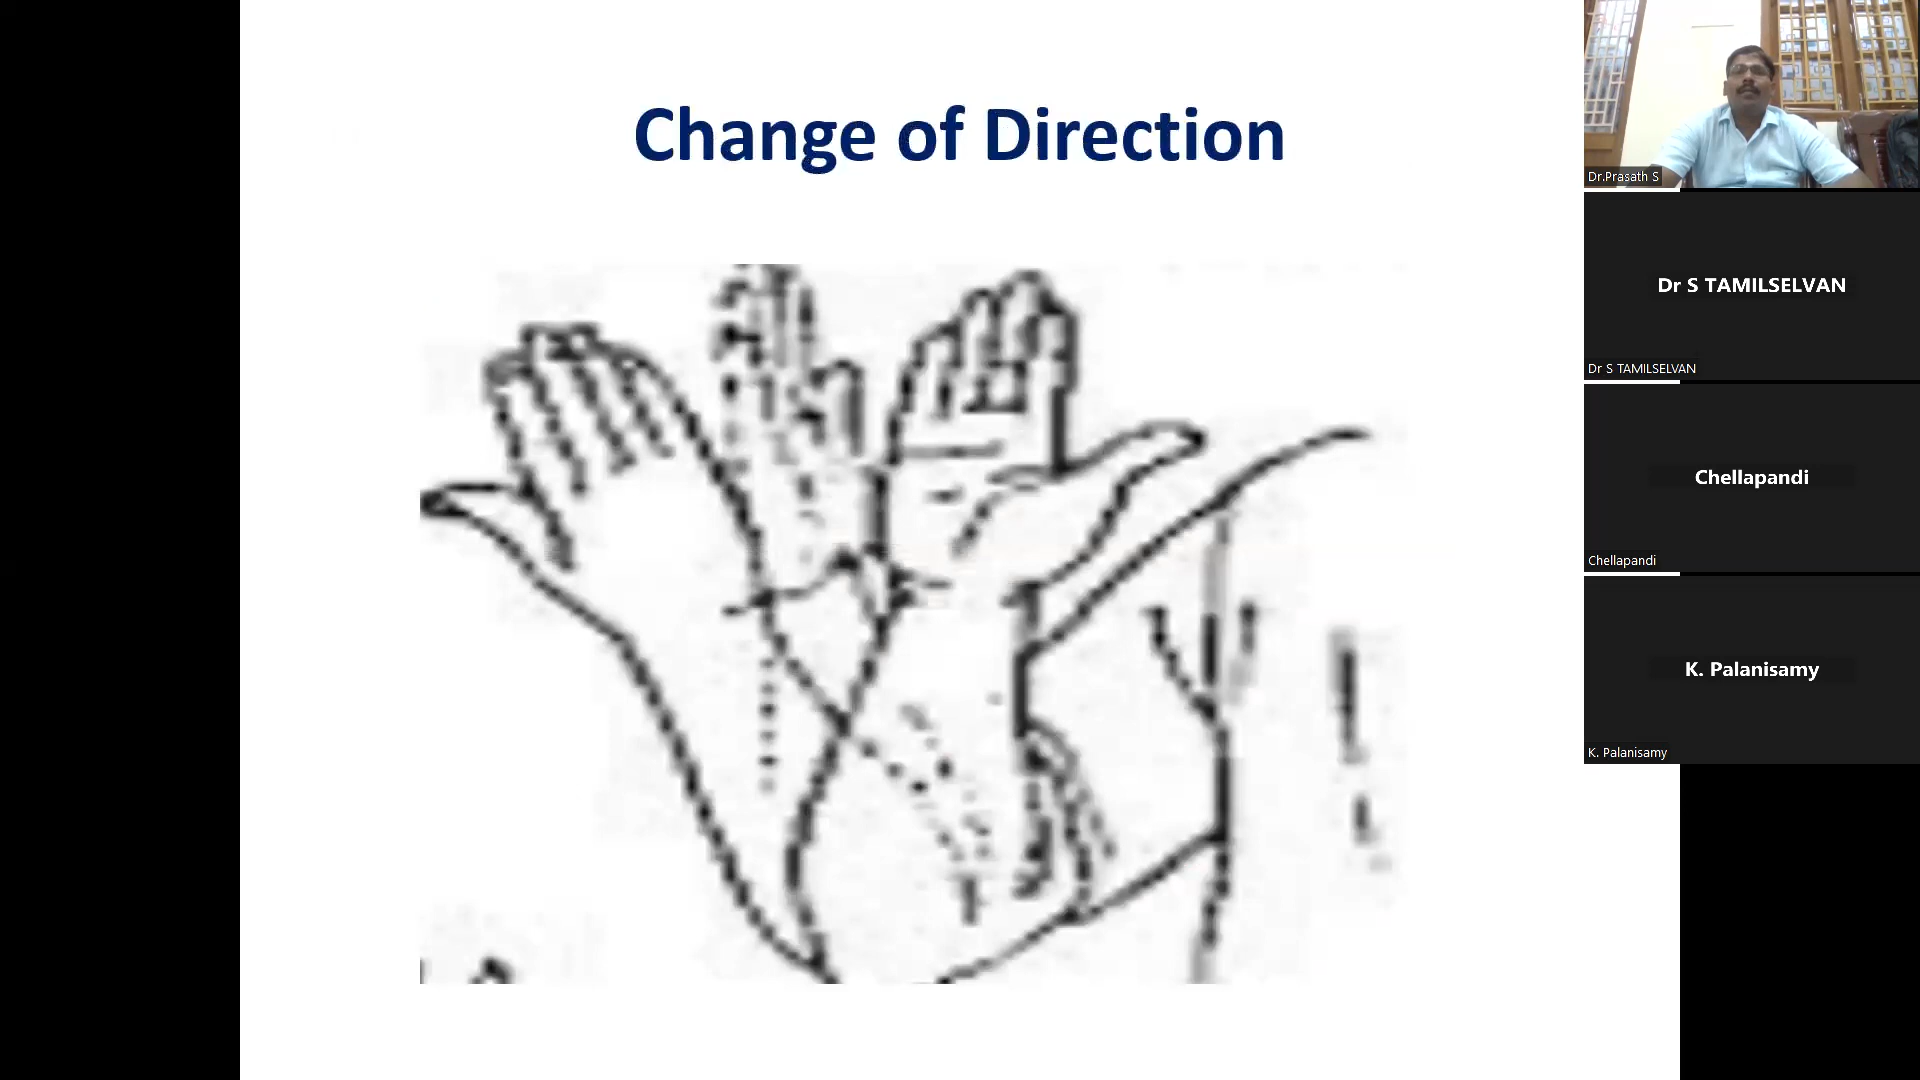 Change of Direction
Dr.Prasath S
Dr S TAMILSELVAN
Dr S TAMILSELVAN
Chellapandi
Chellapandi
K. Palanisamy
K. Palanisamy